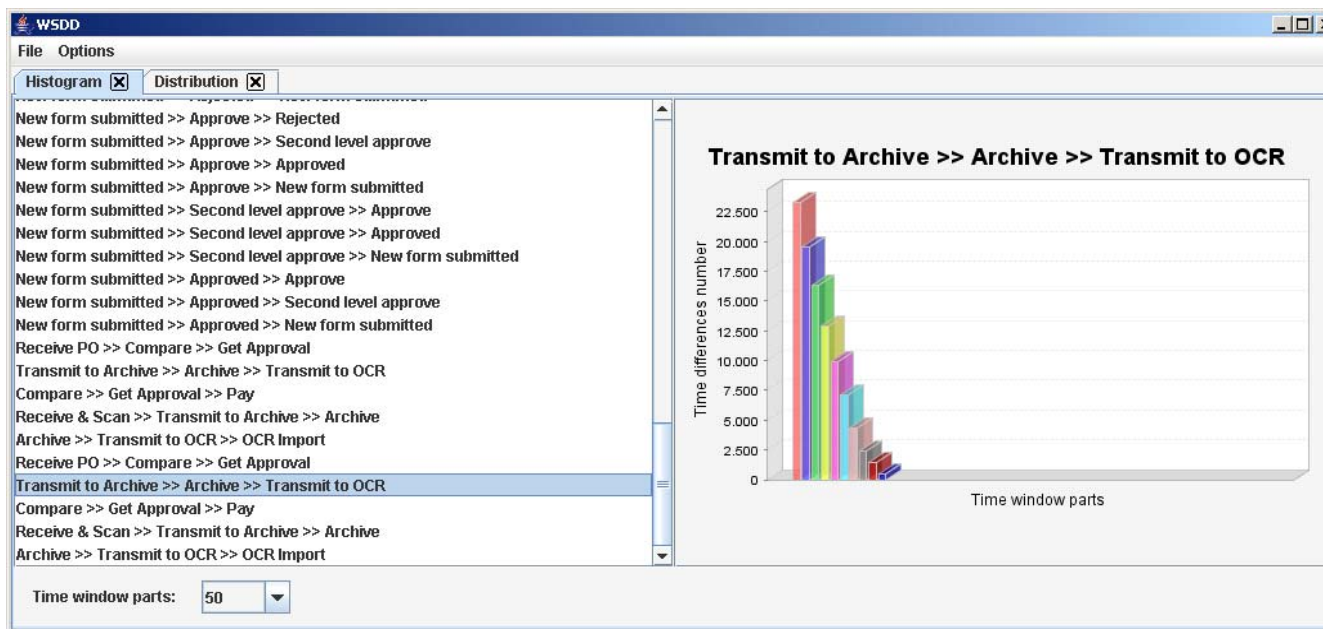 WSDD
File Options
Histogram Distribution
New form submitted >> Approve >> Rejected
New form submitted >> Approve >> Second level approve
New form submitted >> Approve >> Approved
New form submitted >> Approve >> New form submitted
New form submitted >> Second level approve >> Approve
New form submitted >> Second level approve >> Approved
New form submitted >> Second level approve >> New form submitted
New form submitted >> Approved >> Approve
New form submitted >> Approved >> Second level approve
New form submitted >> Approved >> New form submitted
Receive PO >> Compare >> Get Approval
Transmit to Archive >> Archive >> Transmit to OCR
Compare >> Get Approval >> Pay
Receive & Scan >> Transmit to Archive >> Archive
Archive >> Transmit to OCR >> OCR Import
Receive PO >> Compare >> Get Approval
Transmit to Archive >> Archive >> Transmit to OCR
Compare >> Get Approval >> Pay
Receive & Scan >> Transmit to Archive >> Archive
Archive >> Transmit to OCR >> OCR Import
Time window parts: 50
Transmit to Archive >> Archive >> Transmit to OCR
Time differences number
22.500
20.000
17.500
15.000
12.500
10.000
7.500
5.000
2.500
0
Time window parts